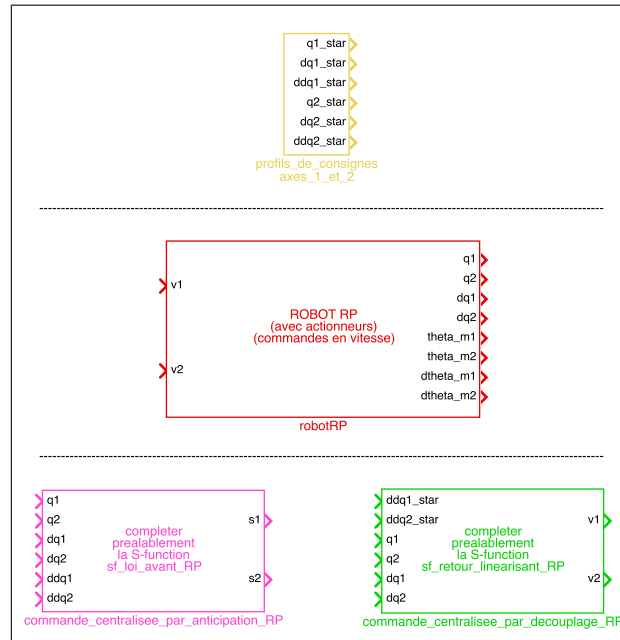 q1_star
dq1_star
ddq1_star
q2_star
dq2_star
ddq2_star
profils_de_consignes
axes_1_et_2
v1
v2
ROBOT RP
(avec actionneurs)
(commandes en vitesse)
q1
q2
dq1
dq2
theta_m1
theta_m2
dtheta_m1
dtheta_m2
robotRP
q1
q2
dq1
dq2
ddq1
ddq2
completer
prealablement
la S-function
sf_loi_avant_RP
s1
s2
commande_centralisee_par_anticipation_RP
ddq1_star
ddq2_star
q1
q2
dq1
dq2
completer
prealablement
la S-function
sf_retour_linearisant_RP
v1
v2
commande_centralisee_par_decouplage_RP